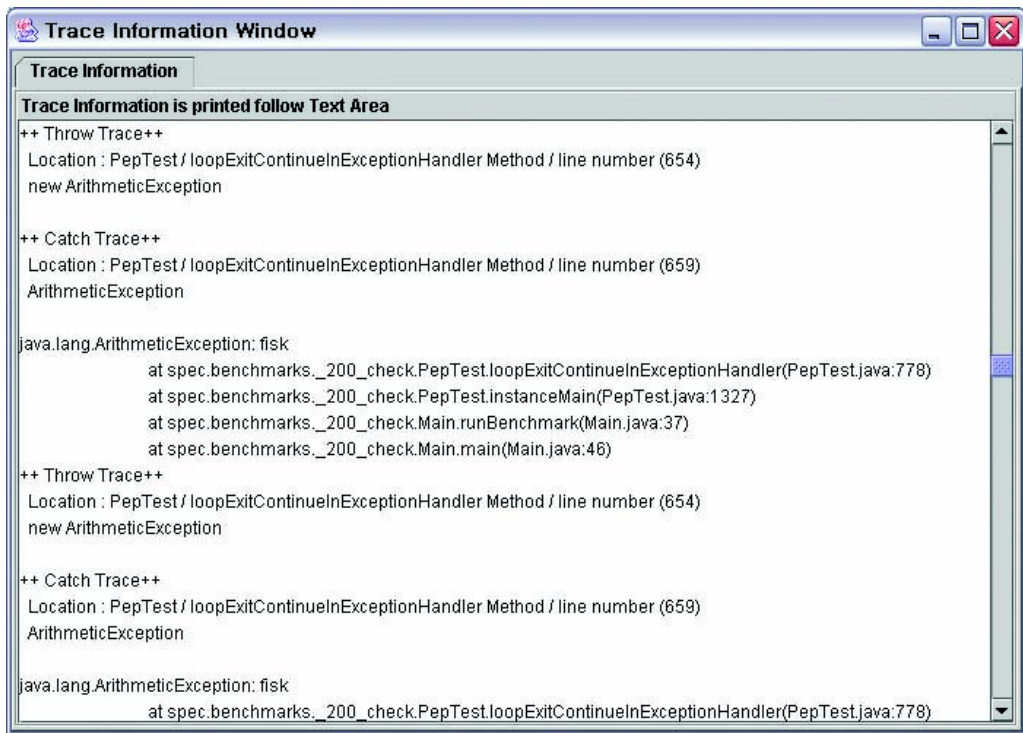 Trace Information Window
Trace Information
Trace Information is printed follow Text Area
++ Throw Trace++
Location : PepTest / loopExitContinueInExceptionHandler Method / line number (654)
new ArithmeticException
++ Catch Trace++
Location : PepTest / loopExitContinueInExceptionHandler Method / line number (659)
ArithmeticException
java.lang.ArithmeticException: fisk
at spec.benchmarks._200_check.PepTest.loopExitContinueInExceptionHandler(PepTest.java:778)
at spec.benchmarks._200_check.PepTest.instanceMain(PepTest.java:1327)
at spec.benchmarks._200_check.Main.runBenchmark(Main.java:37)
at spec.benchmarks._200_check.Main.main(Main.java:46)
++ Throw Trace++
Location : PepTest / loopExitContinueInExceptionHandler Method / line number (654)
new ArithmeticException
++ Catch Trace++
Location : PepTest / loopExitContinueInExceptionHandler Method / line number (659)
ArithmeticException
java.lang.ArithmeticException: fisk
at spec.benchmarks._200_check.PepTest.loopExitContinueInExceptionHandler(PepTest.java:778)